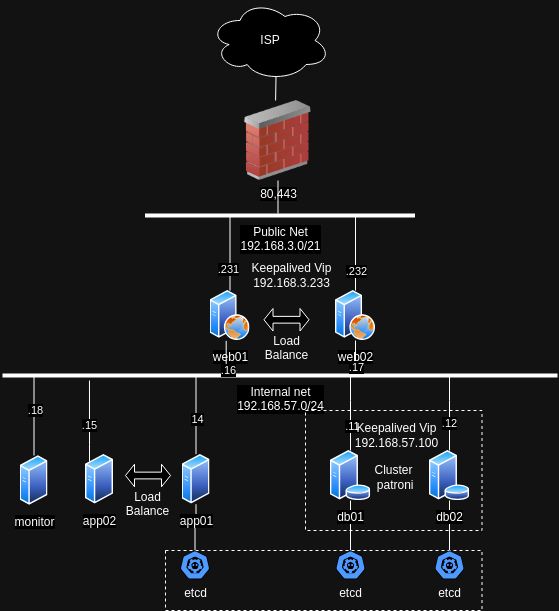 ISP
80,443
Public Net
192.168.3.0/21
.231
Keepalived Vip
192.168.3.233
.232
Load
Balance
web01
web02
16
.17
Internal net
192.168.57.0/24
.18
.15
14
.11
Keepalived Vip
192.168.57.100
.12
Cluster
patroni
Load
Balance
monitor
app02
app01
db01
db02
etcd
etcd
etcd